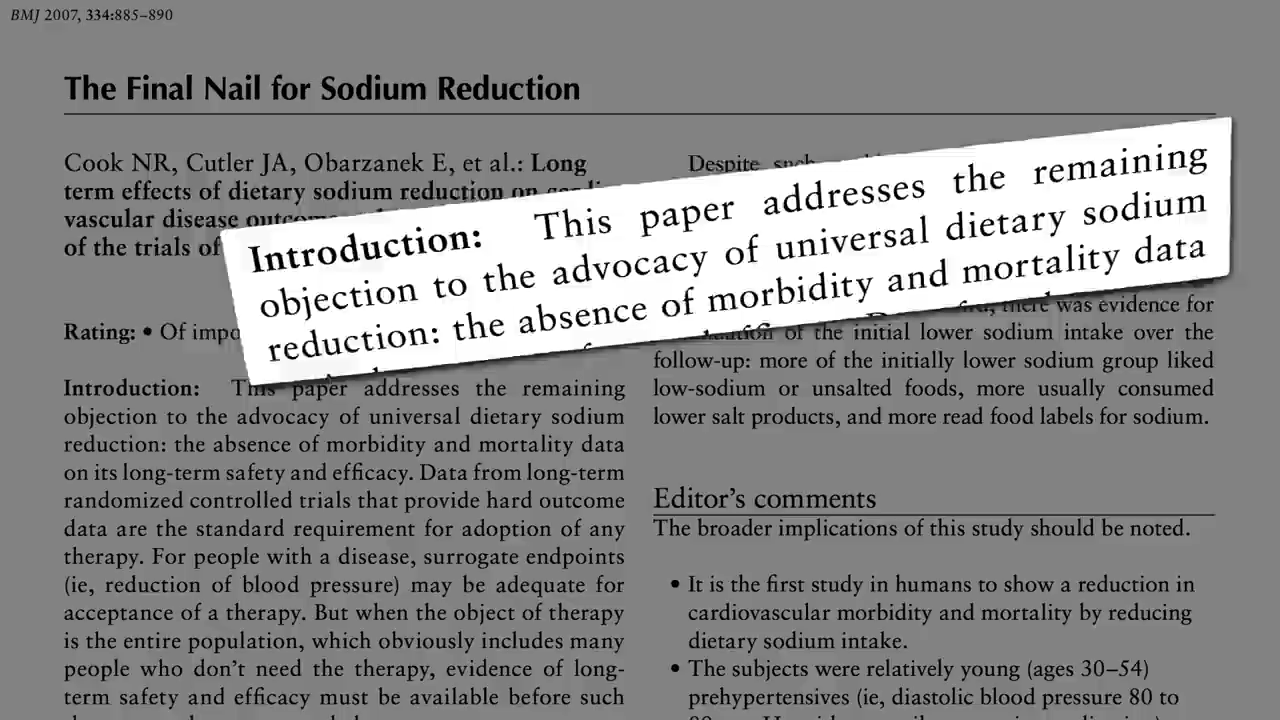 BMJ 2007, 334:885–890
The Final Nail for Sodium Reduction
Cook NR, Cutler JA, Obarzanek E, et al.: Long
term effects of dietary sodium reduction on
vascular disease
of the trials of
Rating: • Of
Introduction: This paper addresses the remaining
objection to the advocacy of universal dietary sodium
reduction: the absence of morbidity and mortality data
Introduction: This paper addresses the remaining
objection to the advocacy of universal dietary sodium
reduction: the absence of morbidity and mortality data
on its long-term safety and efficacy. Data from long-term
randomized controlled trials that provide hard outcome
data are the standard requirement for adoption of any
therapy. For people with a disease, surrogate endpoints
(ie, reduction of blood pressure) may be adequate for
acceptance of a therapy. But when the object of therapy
is the entire population, which obviously includes many
people who don't need the therapy, evidence of long-
term safety and efficacy must be available before such
Despite such
there was evidence for
of the initial lower sodium intake over the
follow-up: more of the initially lower sodium group liked
low-sodium or unsalted foods, more usually consumed
lower salt products, and more read food labels for sodium.
Editor's comments
The broader implications of this study should be noted.
• It is the first study in humans to show a reduction in
cardiovascular morbidity and mortality by reducing
dietary sodium intake.
• The subjects were relatively young (ages 30–54)
prehypertensives (ie, diastolic blood pressure 80 to